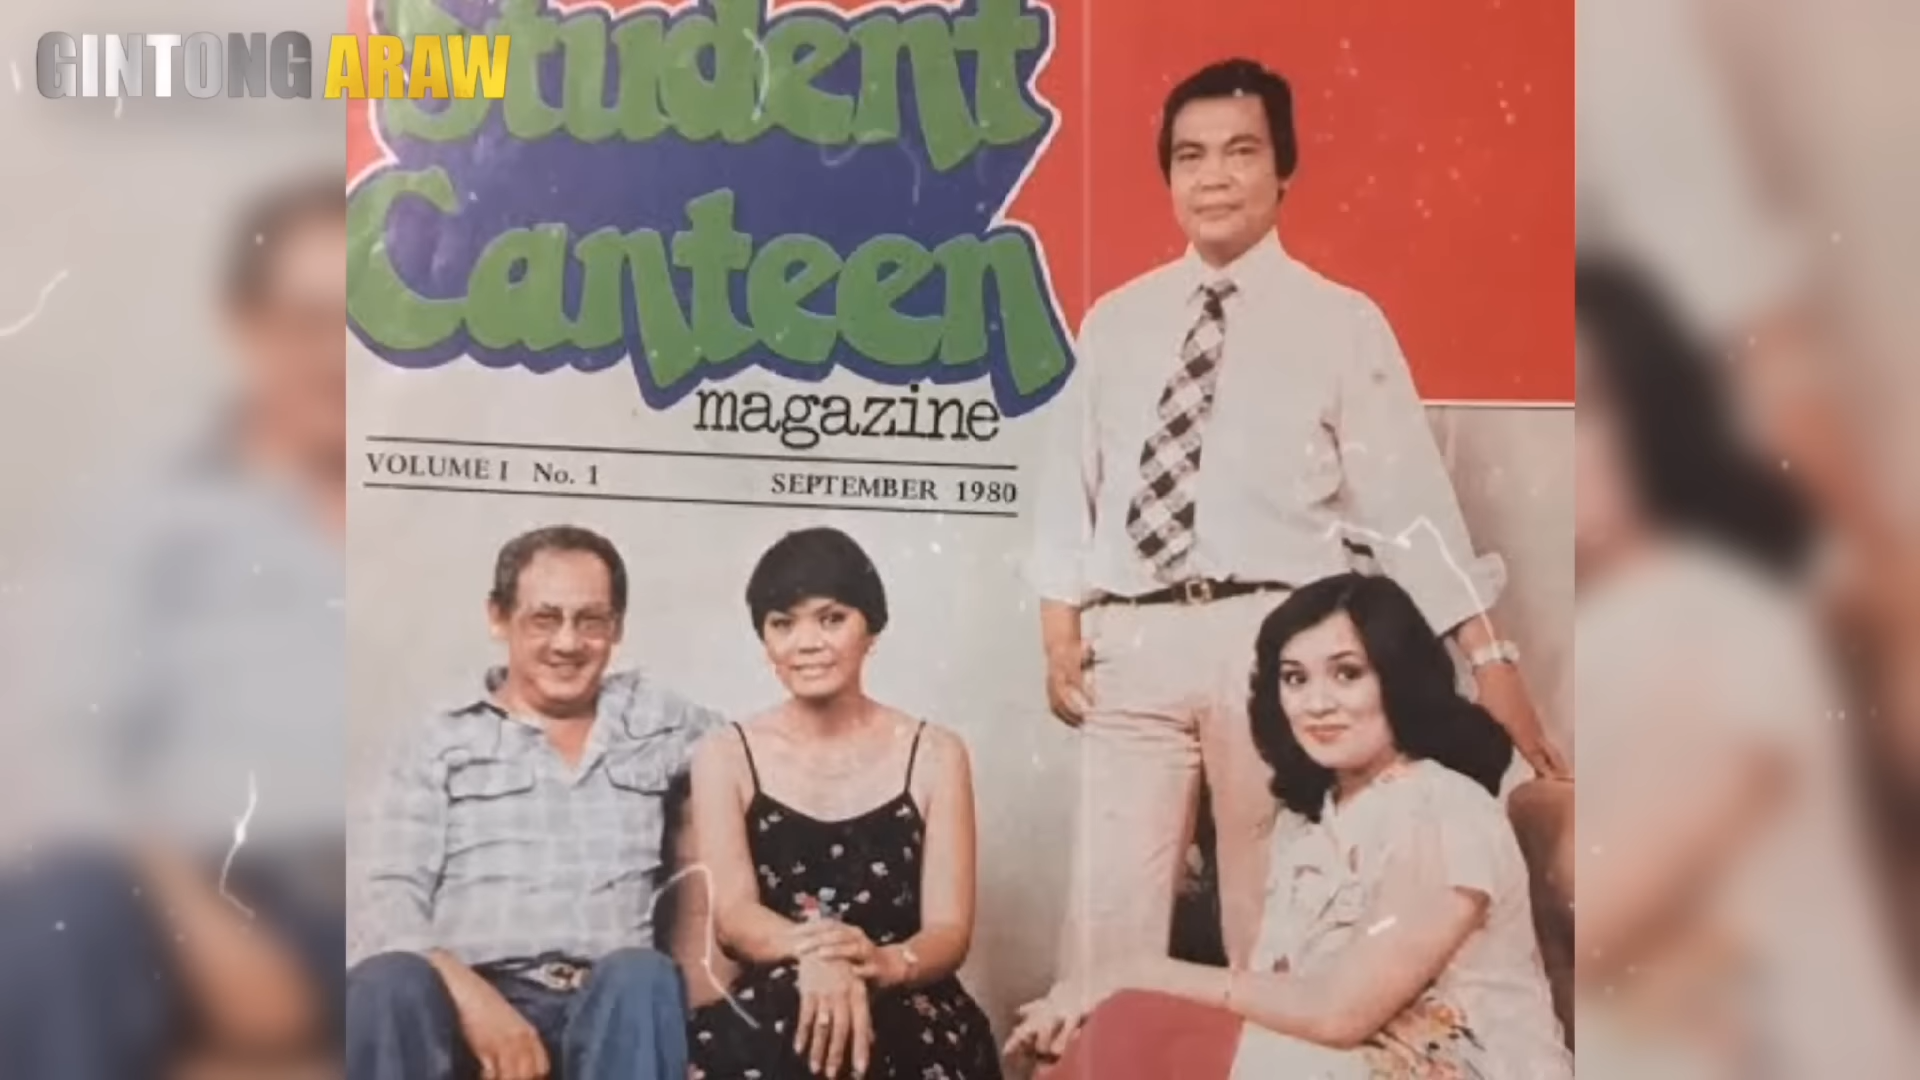 GINTONG ARAW
Student
Canteen
magazine
VOLUME I No. 1 SEPTEMBER 1980